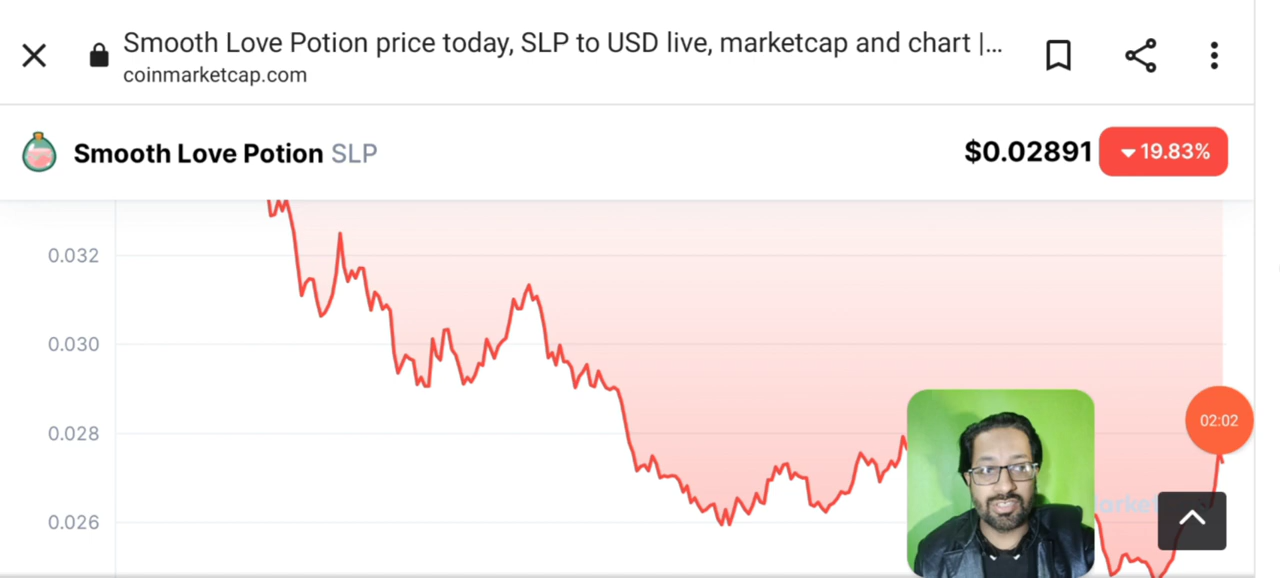 Smooth Love Potion price today, SLP to USD live, marketcap and chart |...
coinmarketcap.com
Smooth Love Potion SLP
$0.02891 19.83%
0.032
0.030
0.028
02:02
0.026